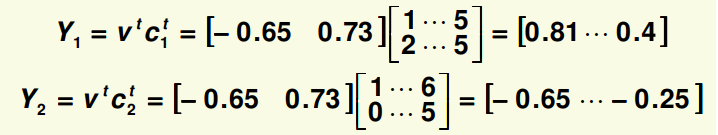 Y₁ = vᵗc₁ᵗ = [− 0.65 0.73] [1 ⋯ 5; 2 ⋯ 5] = [0.81 ⋯ 0.4]
Y₂ = vᵗc₂ᵗ = [− 0.65 0.73] [1 ⋯ 6; 0 ⋯ 5] = [− 0.65 ⋯ − 0.25]